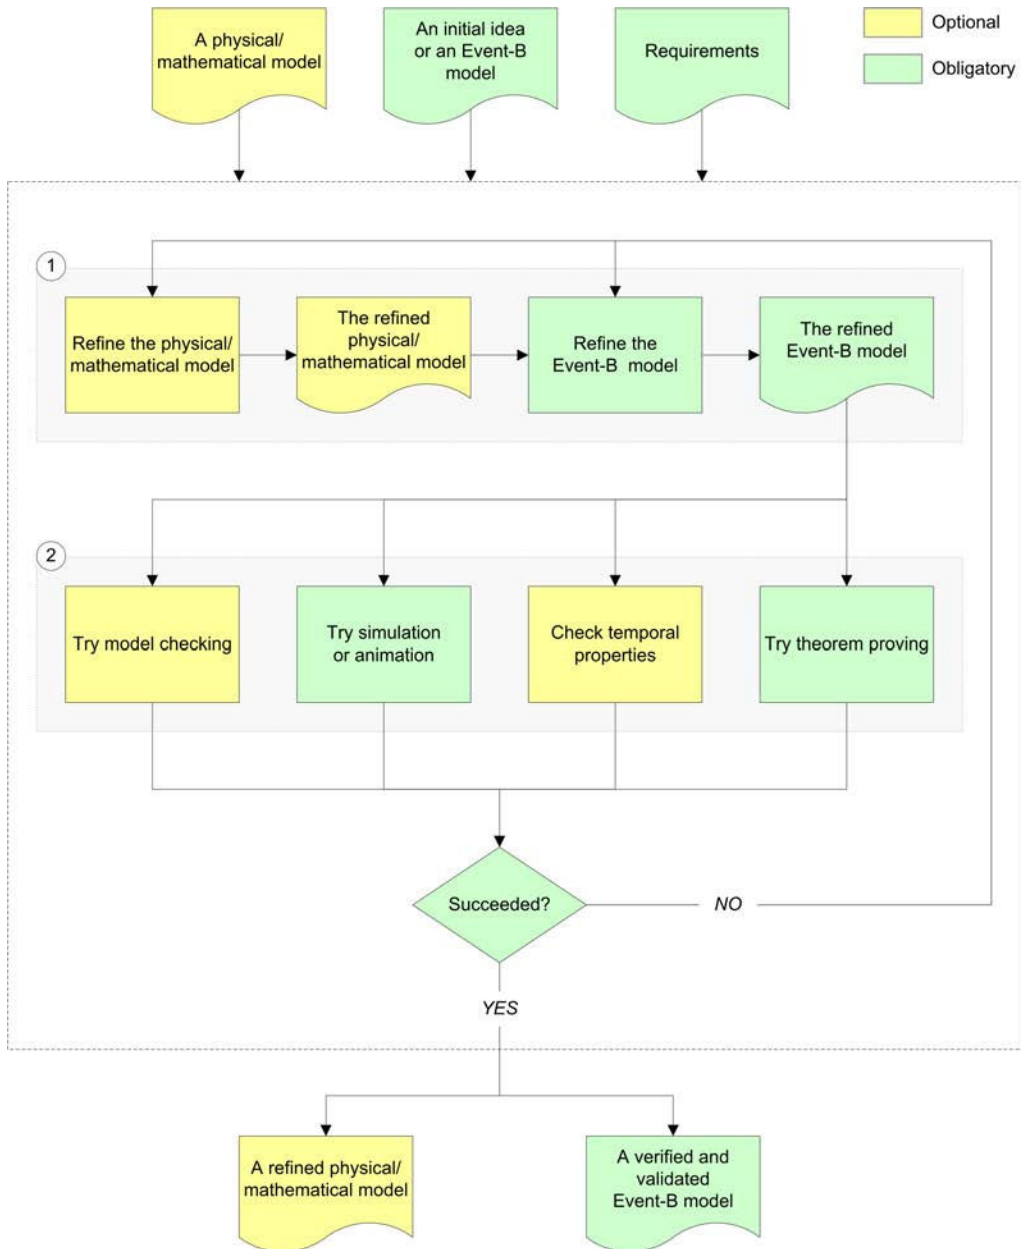 A physical/
mathematical model
An initial idea
or an Event-B
model
Requirements
Optional
Obligatory
1
Refine the physical/
mathematical model
The refined
physical/
mathematical model
Refine the
Event-B model
The refined
Event-B model
2
Try model checking
Try simulation
or animation
Check temporal
properties
Try theorem proving
Succeeded?
NO
YES
A refined physical/
mathematical model
A verified and
validated
Event-B model